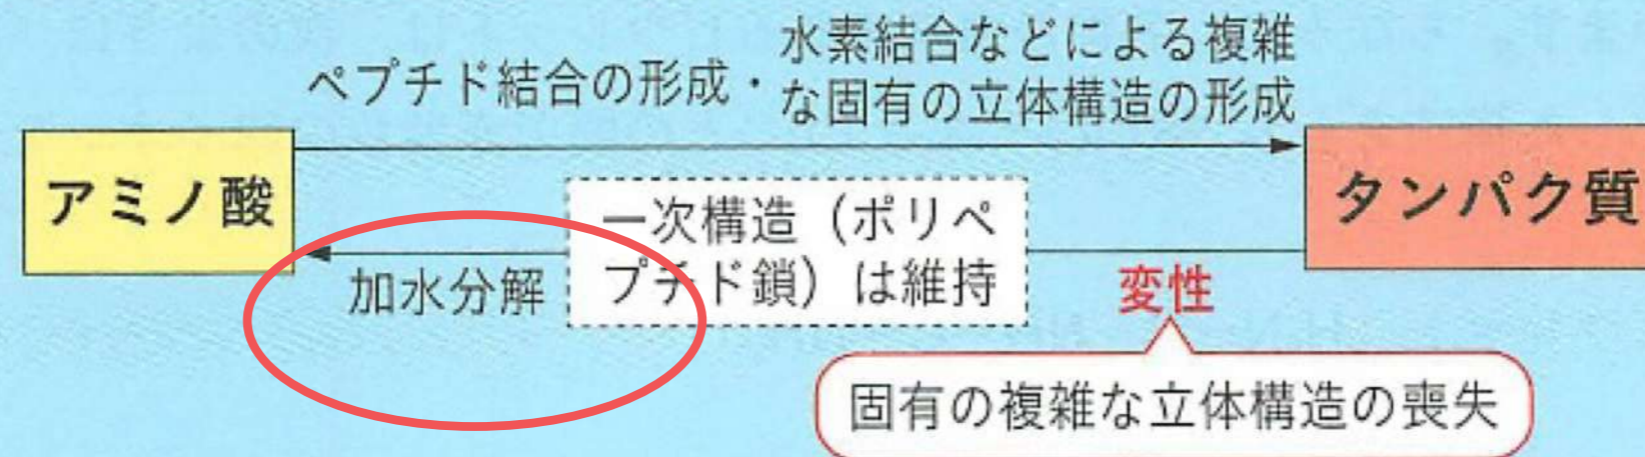 ペプチド結合の形成・
水素結合などによる複雑
な固有の立体構造の形成
アミノ酸
タンパク質
一次構造（ポリペ
プチド鎖）は維持
加水分解
変性
固有の複雑な立体構造の喪失